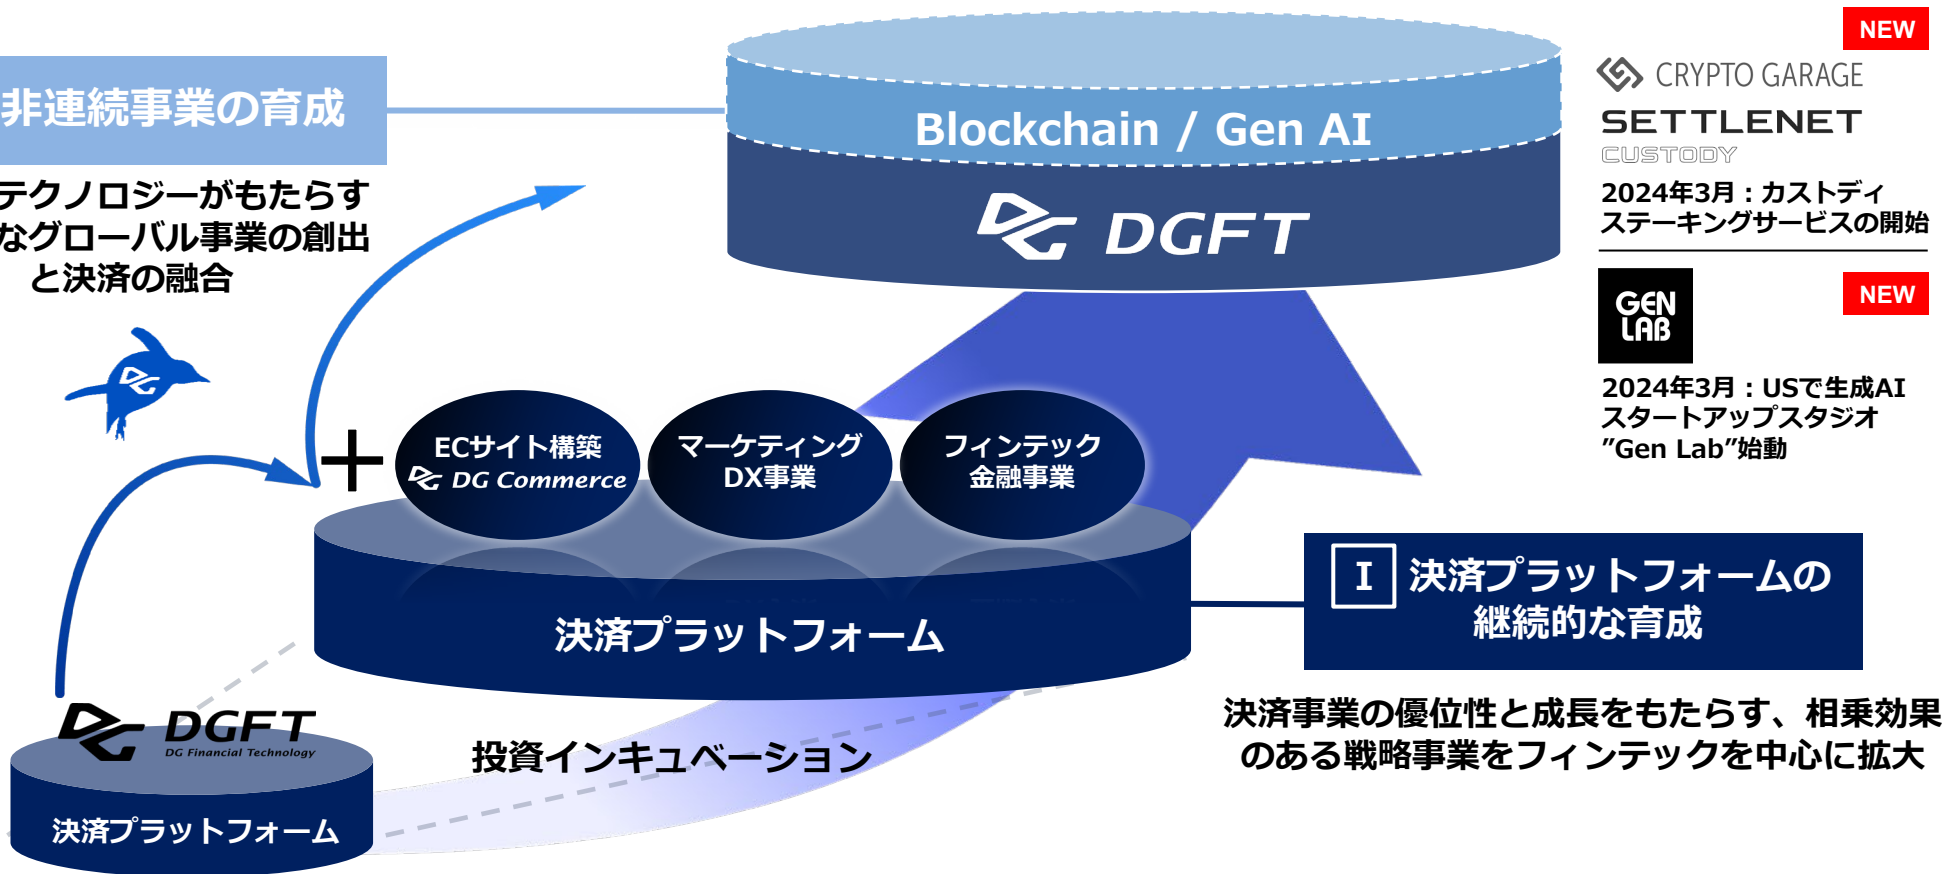 非連続事業の育成
テクノロジーがもたらす
なグローバル事業の創出
と決済の融合
Blockchain / Gen AI
DGFT
NEW
CRYPTO GARAGE
SETTLENET
CUSTODY
2024年3月：カストディ
ステーキングサービスの開始
GEN
LAB
NEW
2024年3月：USで生成AI
スタートアップスタジオ
”Gen Lab”始動
DG
+
ECサイト構築
DG Commerce
マーケティング
DX事業
フィンテック
金融事業
決済プラットフォーム
I 決済プラットフォームの
継続的な育成
決済事業の優位性と成長をもたらす、相乗効果
のある戦略事業をフィンテックを中心に拡大
投資インキュベーション
DGFT
DG Financial Technology
決済プラットフォーム